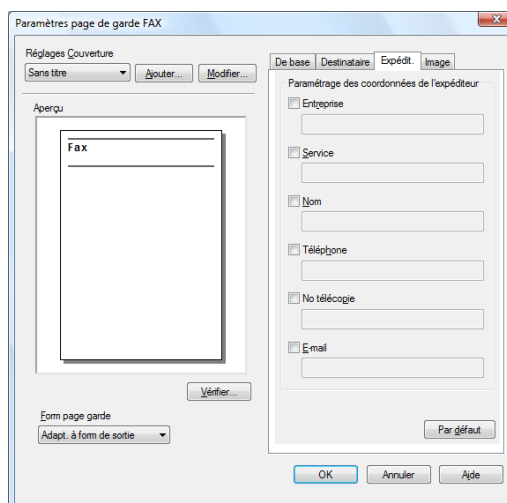 Paramètres page de garde FAX
Réglages Couverture
Sans titre
Ajouter...
Modifier...
Aperçu
Fax
Vérifier...
Form page garde
Adapt. à form de sortie
De base
Destinataire
Expédit.
Image
Paramétrage des coordonnées de l'expéditeur
Entreprise
Service
Nom
Téléphone
No télécopie
E-mail
Par défaut
OK
Annuler
Aide